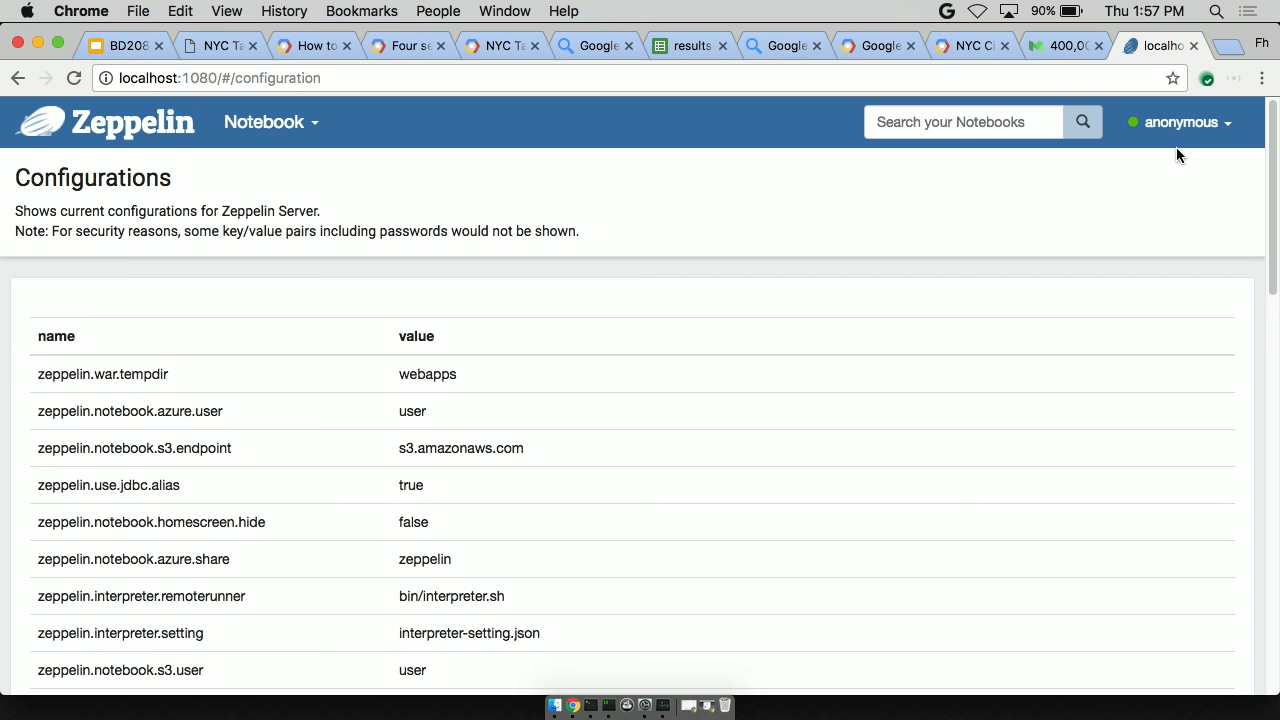 Chrome File Edit View History Bookmarks People Window Help 90% Thu 1:57 PM
BD208 NYC Ta How to Four se NYC Ta Google results Google Google NYC Ci 400,00 localho Fh
localhost:1080/#/configuration
Zeppelin Notebook Search your Notebooks anonymous
Configurations
Shows current configurations for Zeppelin Server.
Note: For security reasons, some key/value pairs including passwords would not be shown.
name value
zeppelin.war.tempdir webapps
zeppelin.notebook.azure.user user
zeppelin.notebook.s3.endpoint s3.amazonaws.com
zeppelin.use.jdbc.alias true
zeppelin.notebook.homescreen.hide false
zeppelin.notebook.azure.share zeppelin
zeppelin.interpreter.remoterunner bin/interpreter.sh
zeppelin.interpreter.setting interpreter-setting.json
zeppelin.notebook.s3.user user